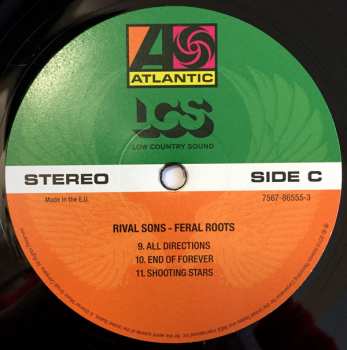 ATLANTIC
LCS
LOW COUNTRY SOUND
STEREO
SIDE C
Made in the E.U.
7567-86555-3
RIVAL SONS - FERAL ROOTS
9. ALL DIRECTIONS
10. END OF FOREVER
11. SHOOTING STARS